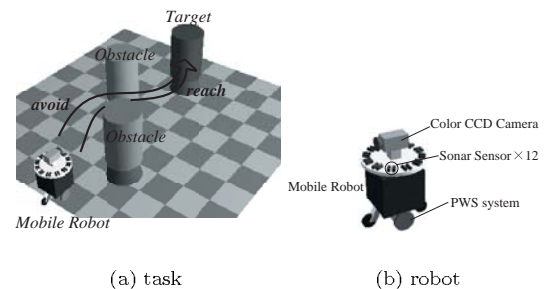 Target
Obstacle
avoid
reach
Obstacle
Mobile Robot
Color CCD Camera
Sonar Sensor×12
Mobile Robot
PWS system
(a) task
(b) robot